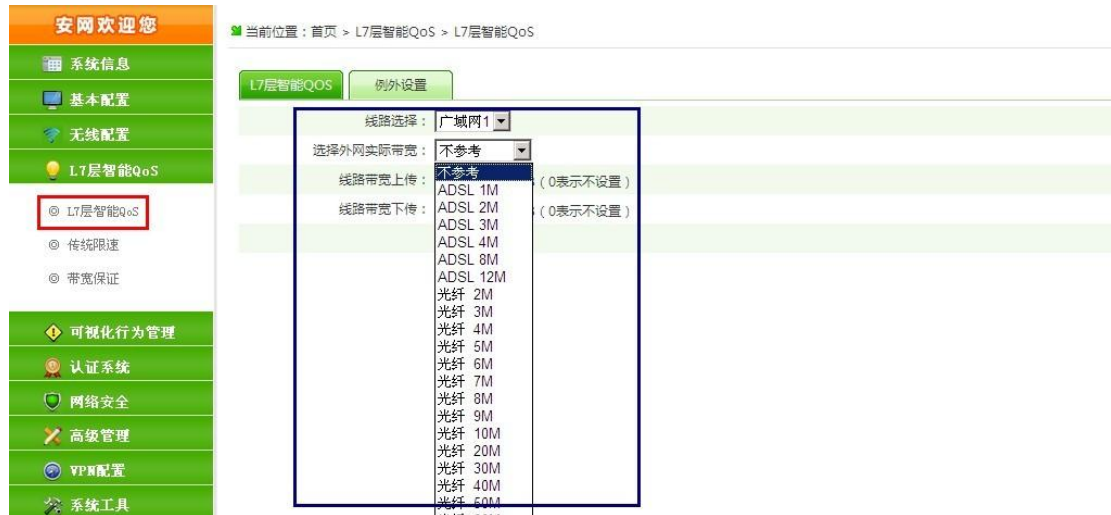 安网欢迎您
系统信息
基本配置
无线配置
L7层智能QoS
L7层智能QoS
传统限速
带宽保证
可视化行为管理
认证系统
网络安全
高级管理
VPN配置
系统工具
当前位置：首页 > L7层智能QoS > L7层智能QoS
L7层智能QOS 例外设置
线路选择： 广域网1
选择外网实际带宽： 不参考
线路带宽上传： （0表示不设置）
线路带宽下传： （0表示不设置）
不参考
ADSL 1M
ADSL 2M
ADSL 3M
ADSL 4M
ADSL 8M
ADSL 12M
光纤 2M
光纤 3M
光纤 4M
光纤 5M
光纤 6M
光纤 7M
光纤 8M
光纤 9M
光纤 10M
光纤 20M
光纤 30M
光纤 40M
光纤 50M